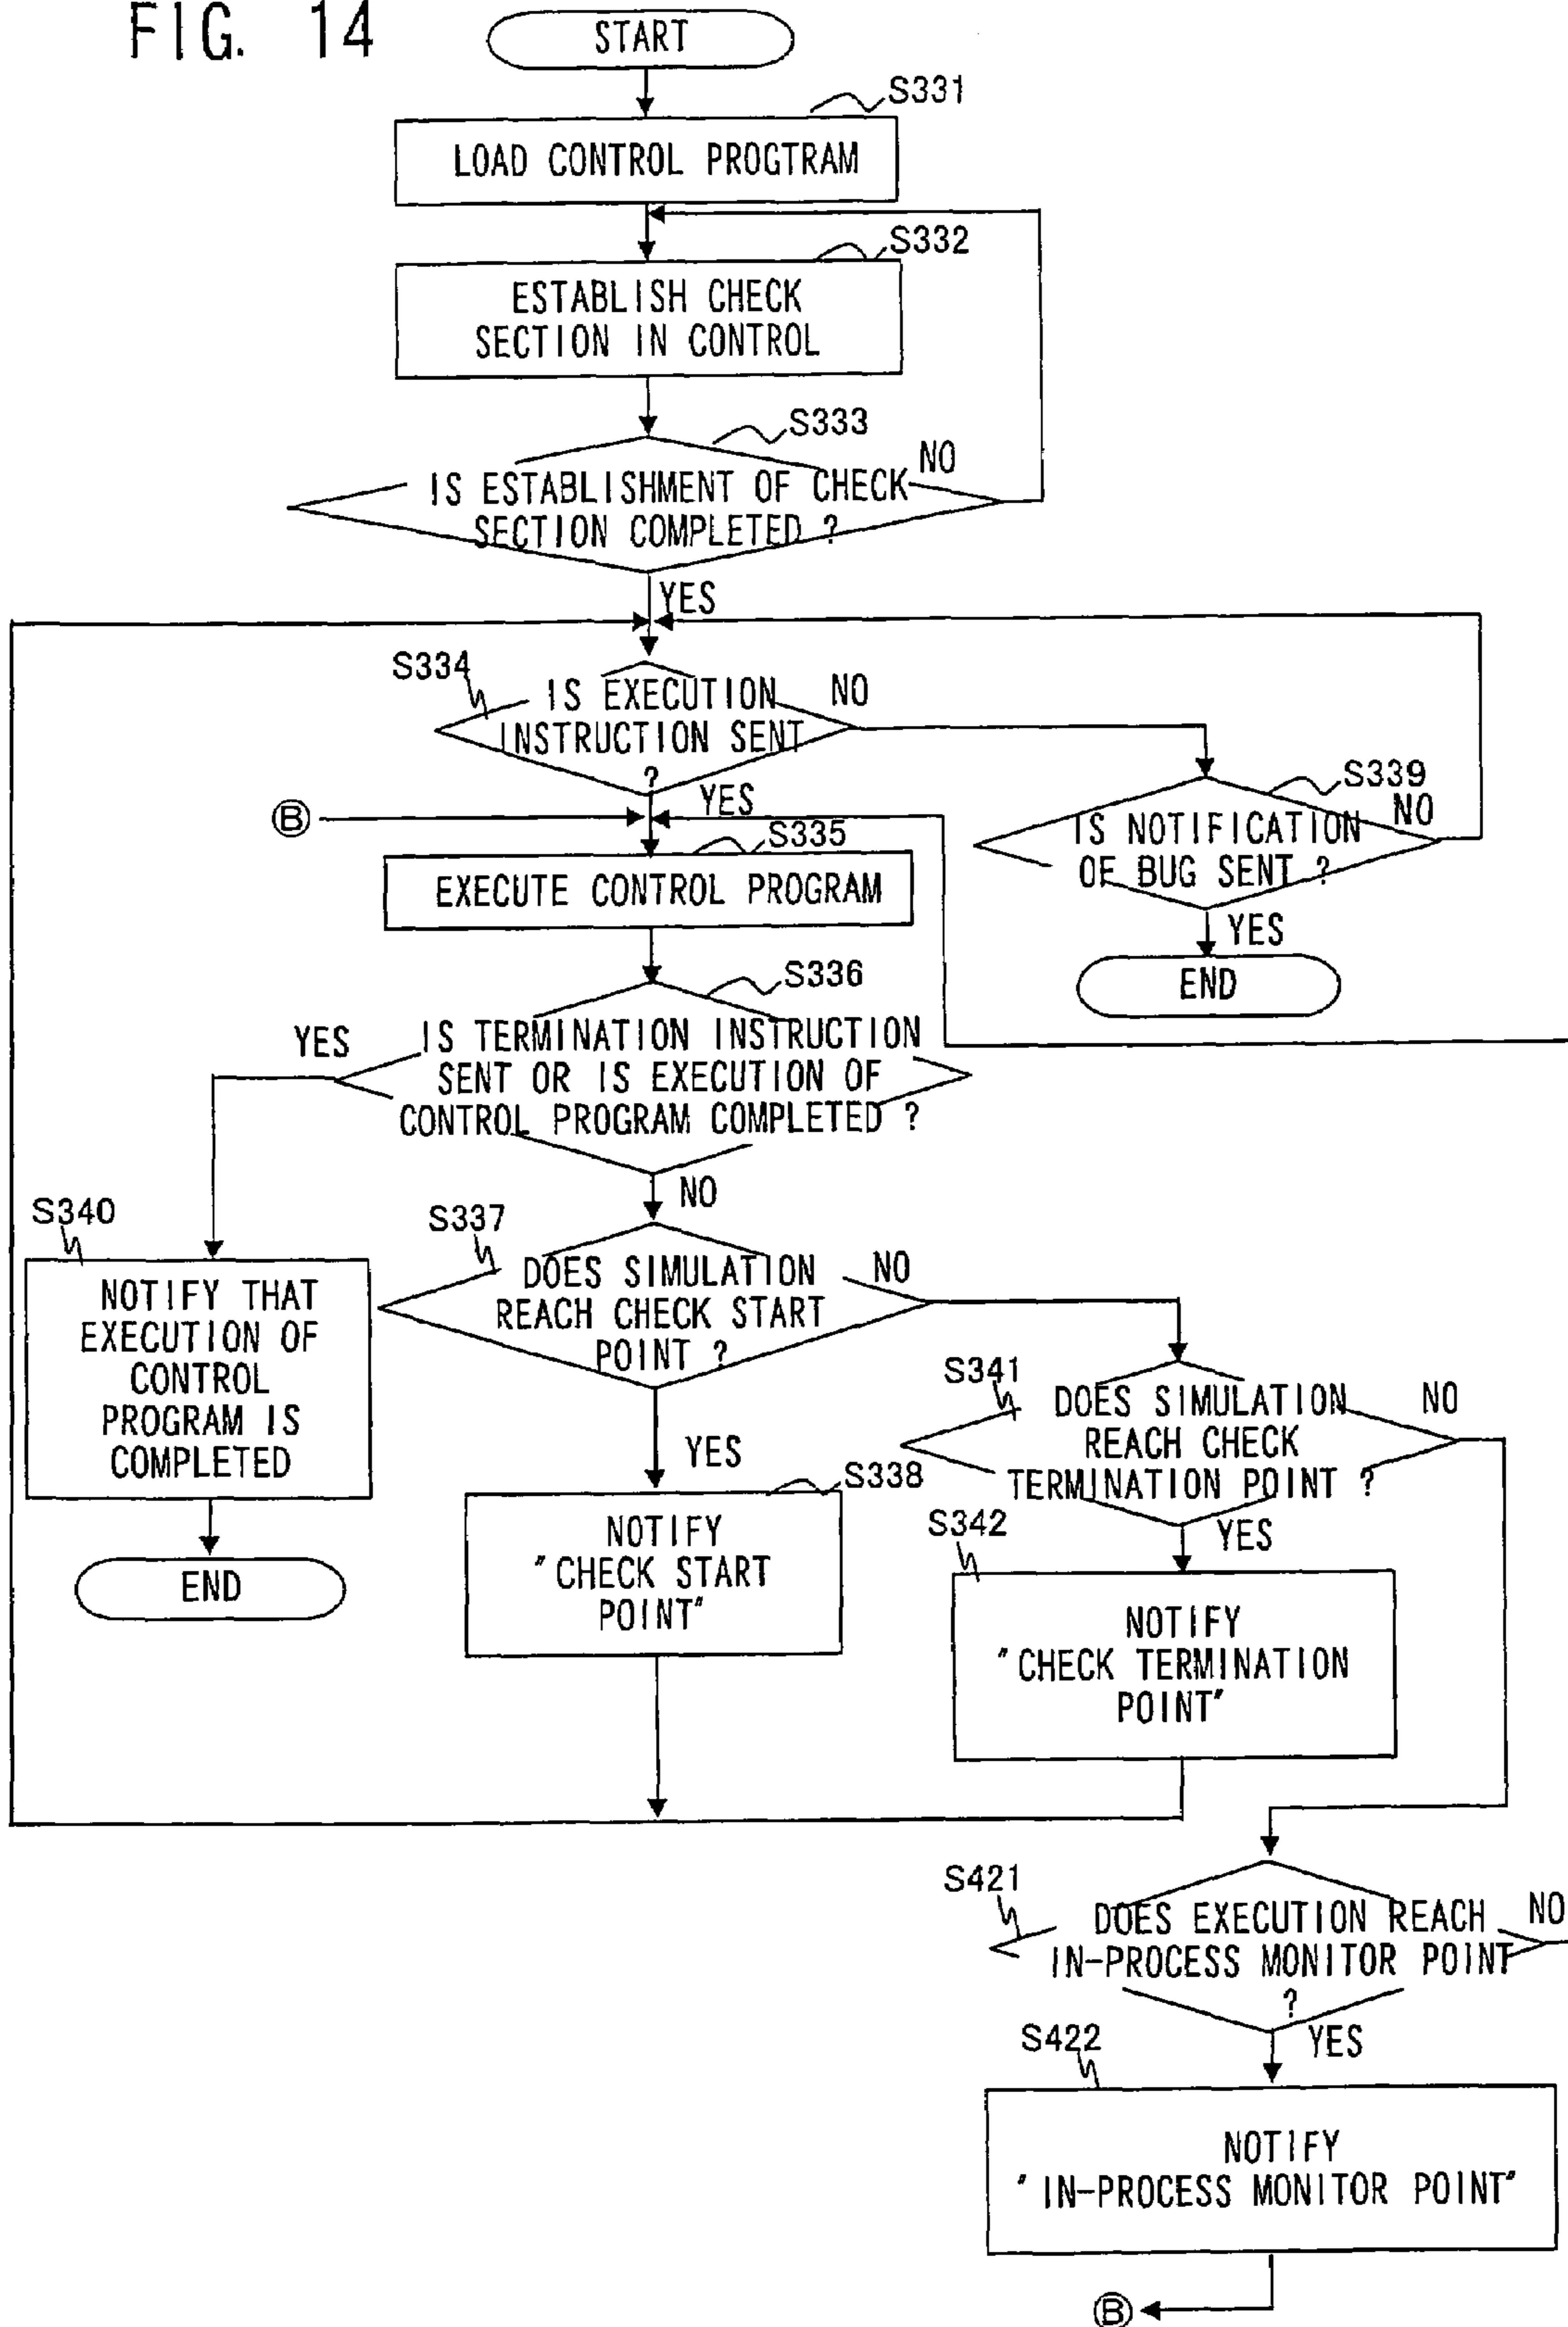 FIG. 14
START
S331
LOAD CONTROL PROGTRAM
S332
ESTABLISH CHECK
SECTION IN CONTROL
S333
NO
IS ESTABLISHMENT OF CHECK
SECTION COMPLETED ?
YES
S334
IS EXECUTION
INSTRUCTION SENT
?
NO
YES
S339
NO
IS NOTIFICATION
OF BUG SENT ?
YES
END
B
S335
EXECUTE CONTROL PROGRAM
S336
YES
IS TERMINATION INSTRUCTION
SENT OR IS EXECUTION OF
CONTROL PROGRAM COMPLETED ?
NO
S340
NOTIFY THAT
EXECUTION OF
CONTROL
PROGRAM IS
COMPLETED
END
S337
DOES SIMULATION
REACH CHECK START
POINT ?
NO
YES
S338
NOTIFY
"CHECK START
POINT"
S341
DOES SIMULATION
REACH CHECK
TERMINATION POINT ?
NO
YES
S342
NOTIFY
"CHECK TERMINATION
POINT"
S421
DOES EXECUTION REACH
IN-PROCESS MONITOR POINT
?
NO
YES
S422
NOTIFY
"IN-PROCESS MONITOR POINT"
B